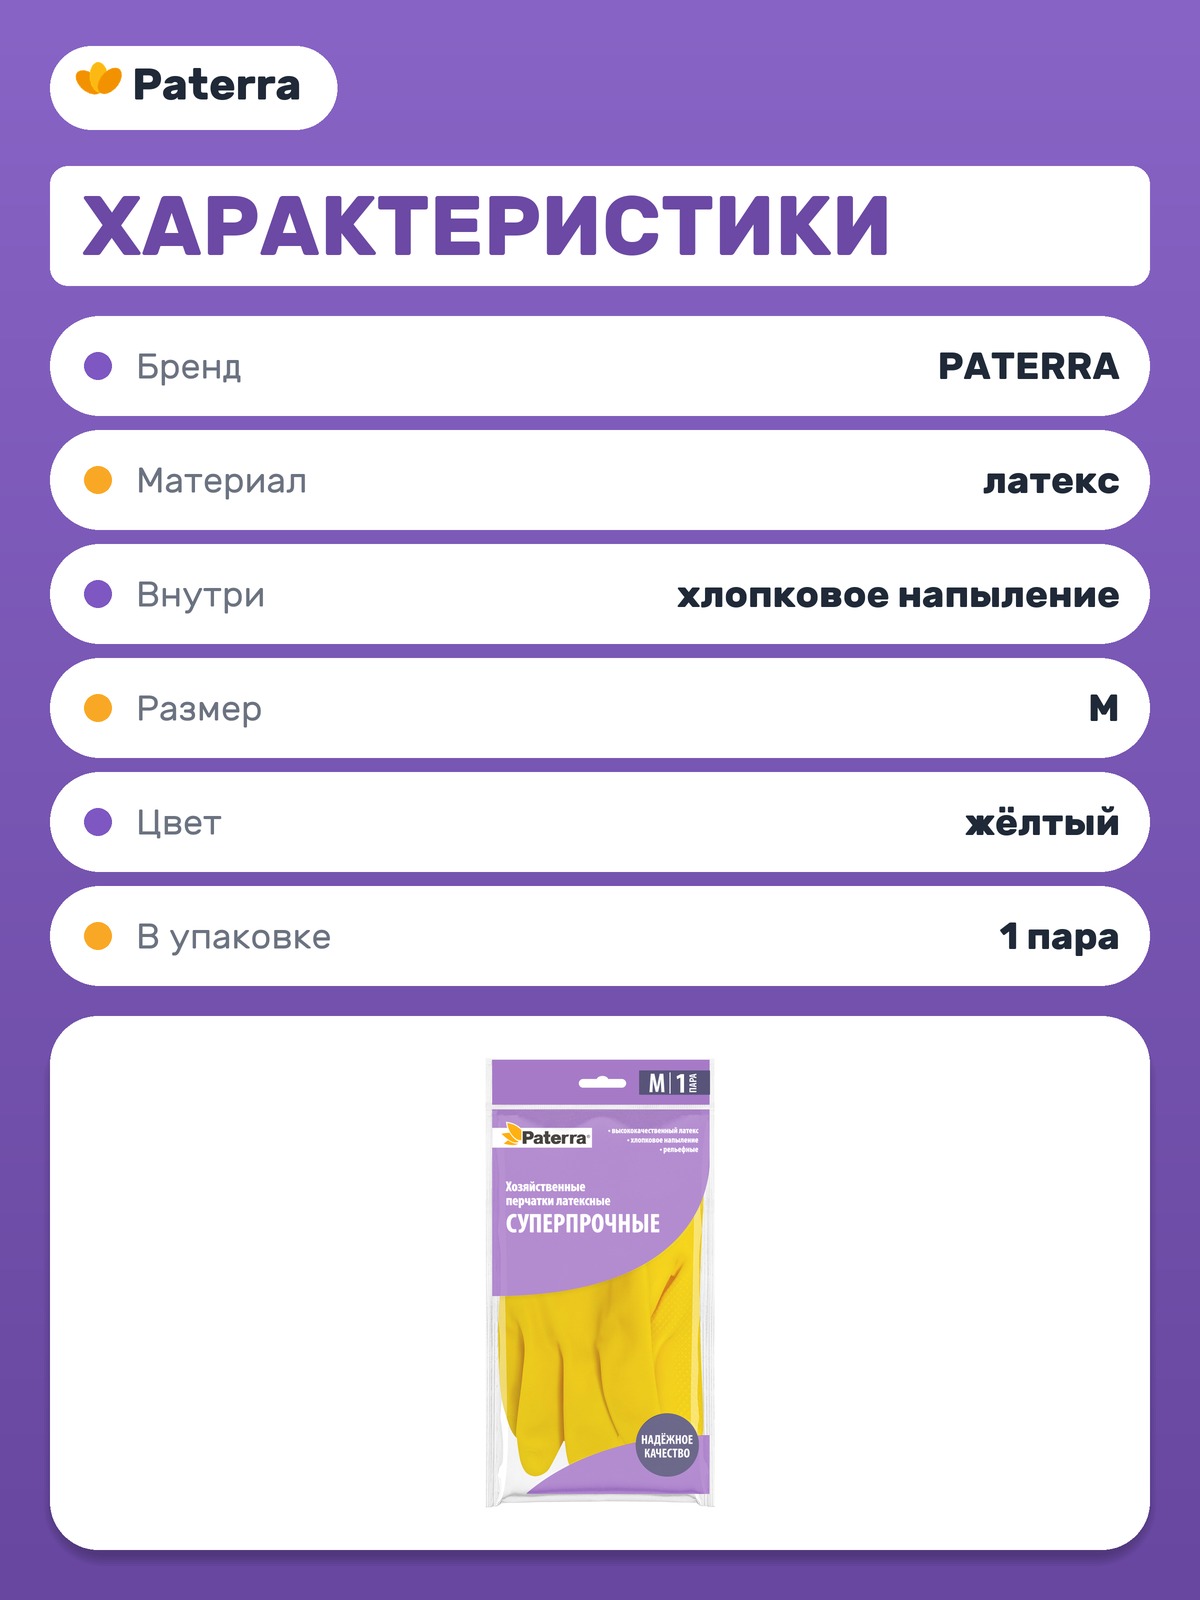 Paterra
ХАРАКТЕРИСТИКИ
Бренд PATERRA
Материал латекс
Внутри хлопковое напыление
Размер M
Цвет жёлтый
В упаковке 1 пара
M 1 ПАРА
Paterra
• высококачественный латекс
• хлопковое напыление
• рельефные
Хозяйственные
перчатки латексные
СУПЕРПРОЧНЫЕ
НАДЁЖНОЕ
КАЧЕСТВО